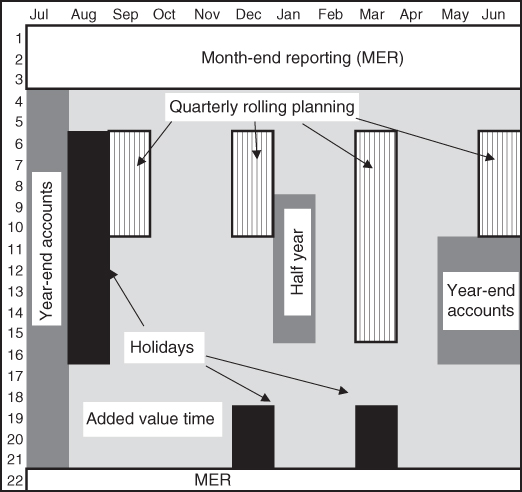 Jul Aug Sep Oct Nov Dec Jan Feb Mar Apr May Jun
1
2
3
Month-end reporting (MER)
4
5
Quarterly rolling planning
6
7
8
9
10
11
12
13
14
15
16
17
18
19
20
21
22
Year-end accounts
Half year
Year-end
accounts
Holidays
Added value time
MER